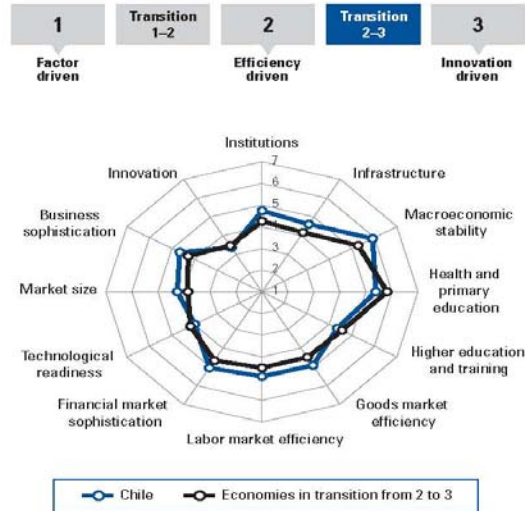 1
Transition
1–2
2
Transition
2–3
3
Factor
driven
Efficiency
driven
Innovation
driven
Institutions
7
6
5
4
3
2
1
Infrastructure
Macroeconomic
stability
Health and
primary
education
Higher education
and training
Goods market
efficiency
Labor market efficiency
Financial market
sophistication
Technological
readiness
Market size
Business
sophistication
Innovation
Chile
Economies in transition from 2 to 3